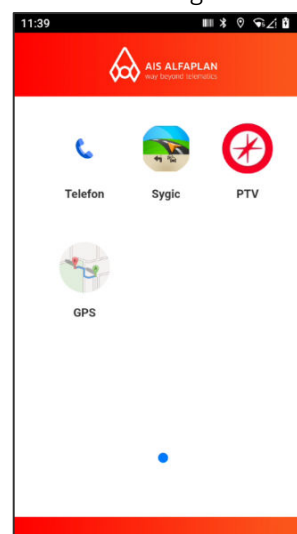 11:39
AIS ALFAPLAN
way beyond telematics
Telefon Sygic PTV
GPS